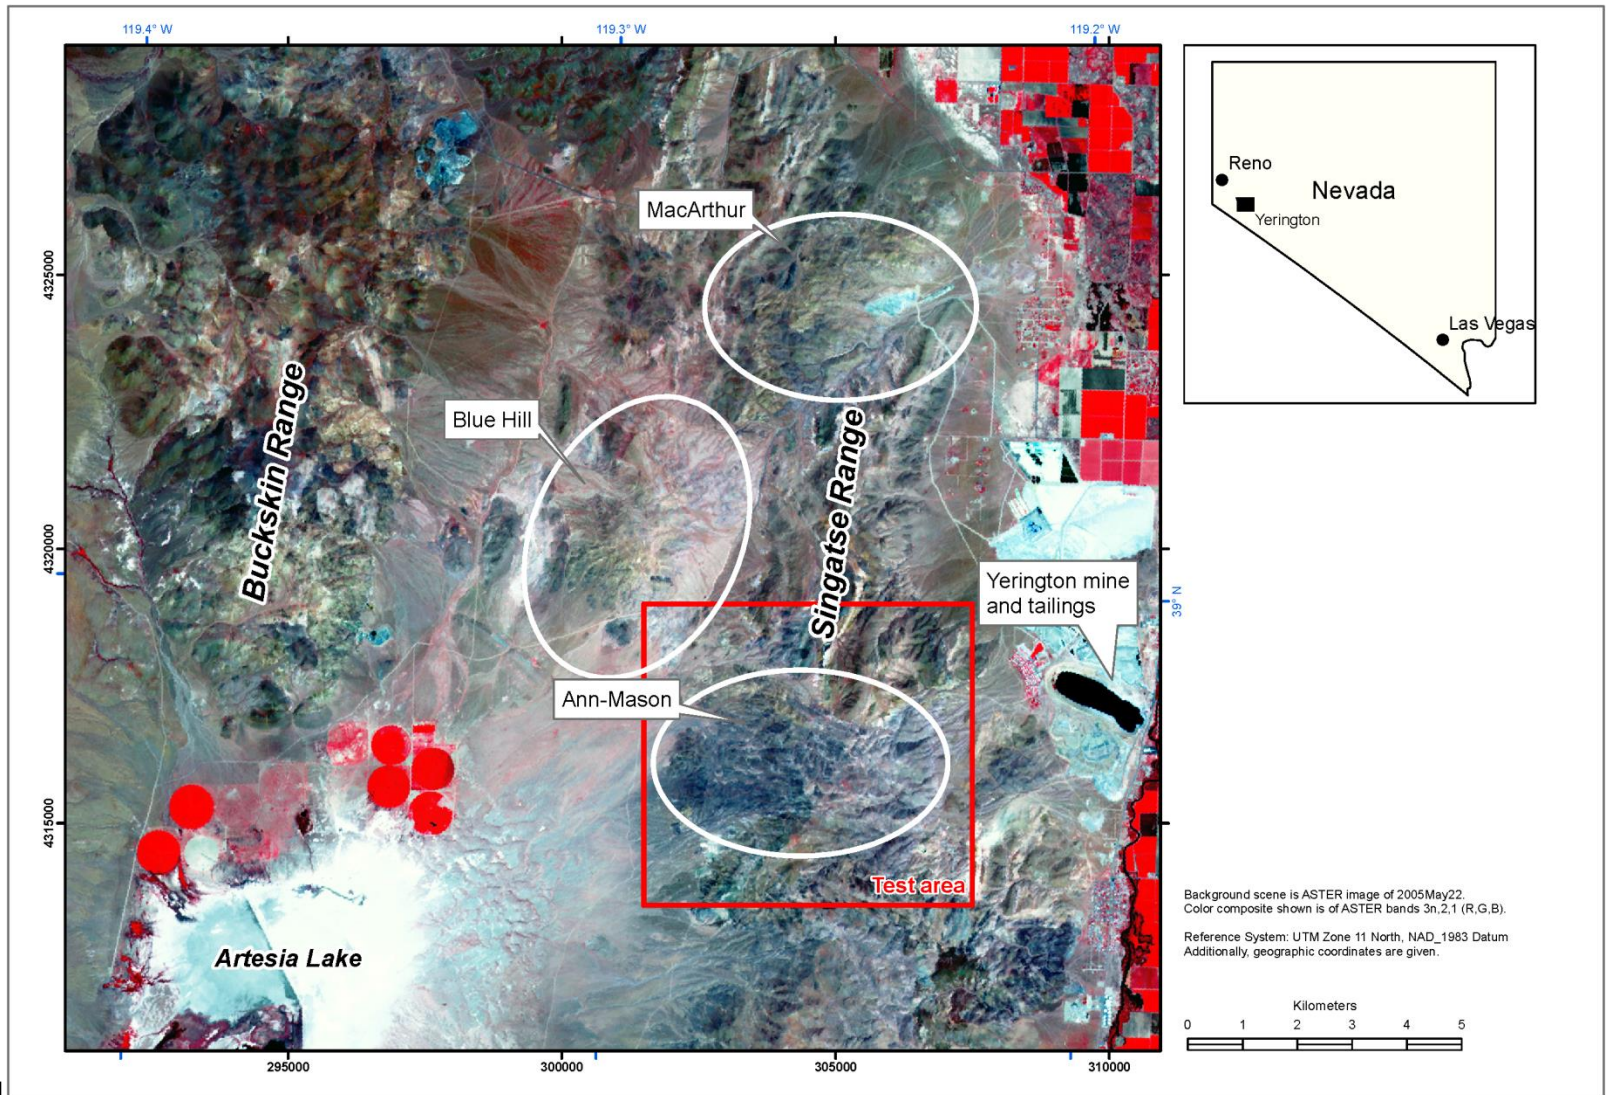 119.4° W
119.3° W
119.2° W
4325000
4320000
4315000
39° N
295000
300000
305000
310000
MacArthur
Blue Hill
Buckskin Range
Singatse Range
Yerington mine
and tailings
Ann-Mason
Test area
Artesia Lake
Reno
Nevada
Yerington
Las Vegas
Background scene is ASTER image of 2005May22.
Color composite shown is of ASTER bands 3n,2,1 (R,G,B).
Reference System: UTM Zone 11 North, NAD_1983 Datum
Additionally, geographic coordinates are given.
Kilometers
0 1 2 3 4 5